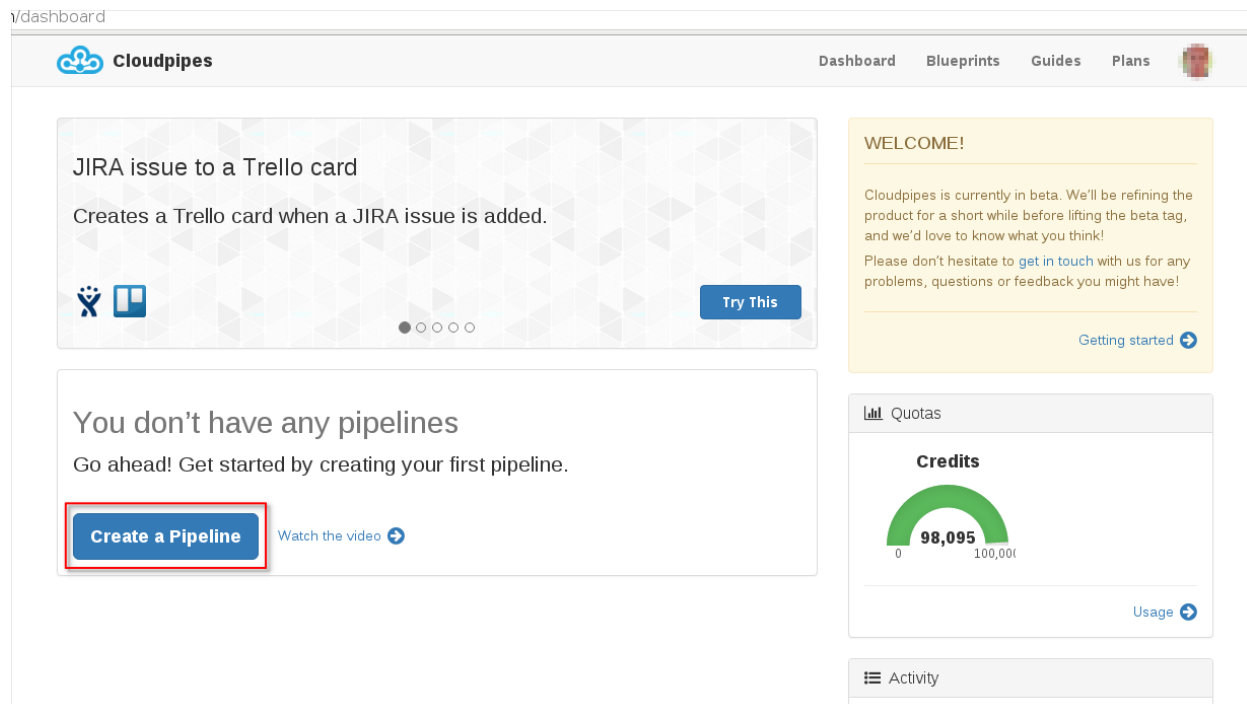 /dashboard
Cloudpipes
Dashboard Blueprints Guides Plans
JIRA issue to a Trello card
Creates a Trello card when a JIRA issue is added.
Try This
You don’t have any pipelines
Go ahead! Get started by creating your first pipeline.
Create a Pipeline
Watch the video
WELCOME!
Cloudpipes is currently in beta. We’ll be refining the
product for a short while before lifting the beta tag,
and we’d love to know what you think!
Please don’t hesitate to get in touch with us for any
problems, questions or feedback you might have!
Getting started
Quotas
Credits
98,095
0
Usage
Activity